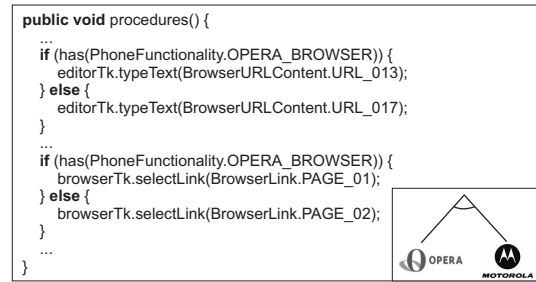 public void procedures() {
...
if (has(PhoneFunctionality.OPERA_BROWSER)) {
editorTk.typeText(BrowserURLContent.URL_013);
} else {
editorTk.typeText(BrowserURLContent.URL_017);
}
...
if (has(PhoneFunctionality.OPERA_BROWSER)) {
browserTk.selectLink(BrowserLink.PAGE_01);
} else {
browserTk.selectLink(BrowserLink.PAGE_02);
}
...
}
OPERA
MOTOROLA